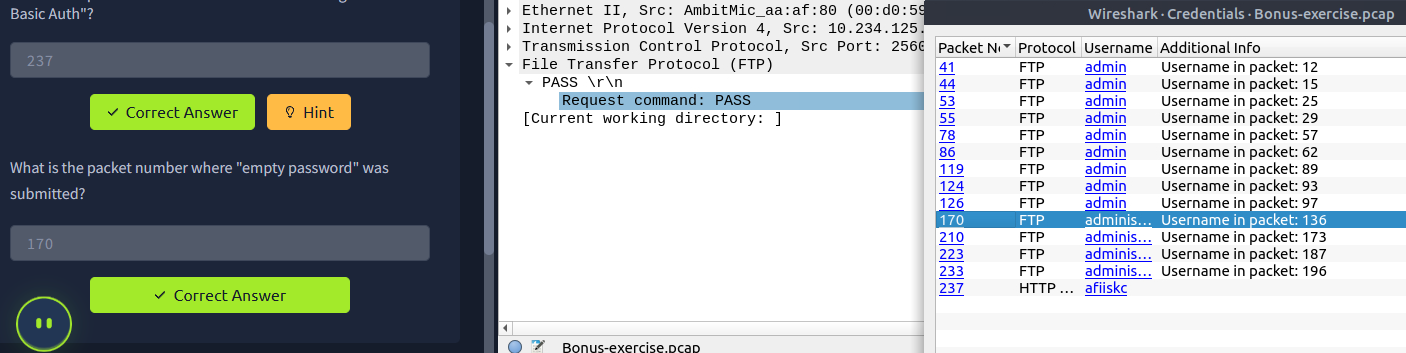 Basic Auth"?
237
Correct Answer
Hint
What is the packet number where "empty password" was
submitted?
170
Correct Answer
Ethernet II, Src: AmbitMic_aa:af:80 (00:d0:59
Internet Protocol Version 4, Src: 10.234.125.
Transmission Control Protocol, Src Port: 2560
File Transfer Protocol (FTP)
PASS \r\n
Request command: PASS
[Current working directory: ]
Bonus-exercise.pcap
Wireshark · Credentials · Bonus-exercise.pcap
Packet No Protocol Username Additional Info
41 FTP admin Username in packet: 12
44 FTP admin Username in packet: 15
53 FTP admin Username in packet: 25
55 FTP admin Username in packet: 29
78 FTP admin Username in packet: 57
86 FTP admin Username in packet: 62
119 FTP admin Username in packet: 89
124 FTP admin Username in packet: 93
126 FTP admin Username in packet: 97
170 FTP adminis… Username in packet: 136
210 FTP adminis… Username in packet: 173
223 FTP adminis… Username in packet: 187
233 FTP adminis… Username in packet: 196
237 HTTP … afiiskc